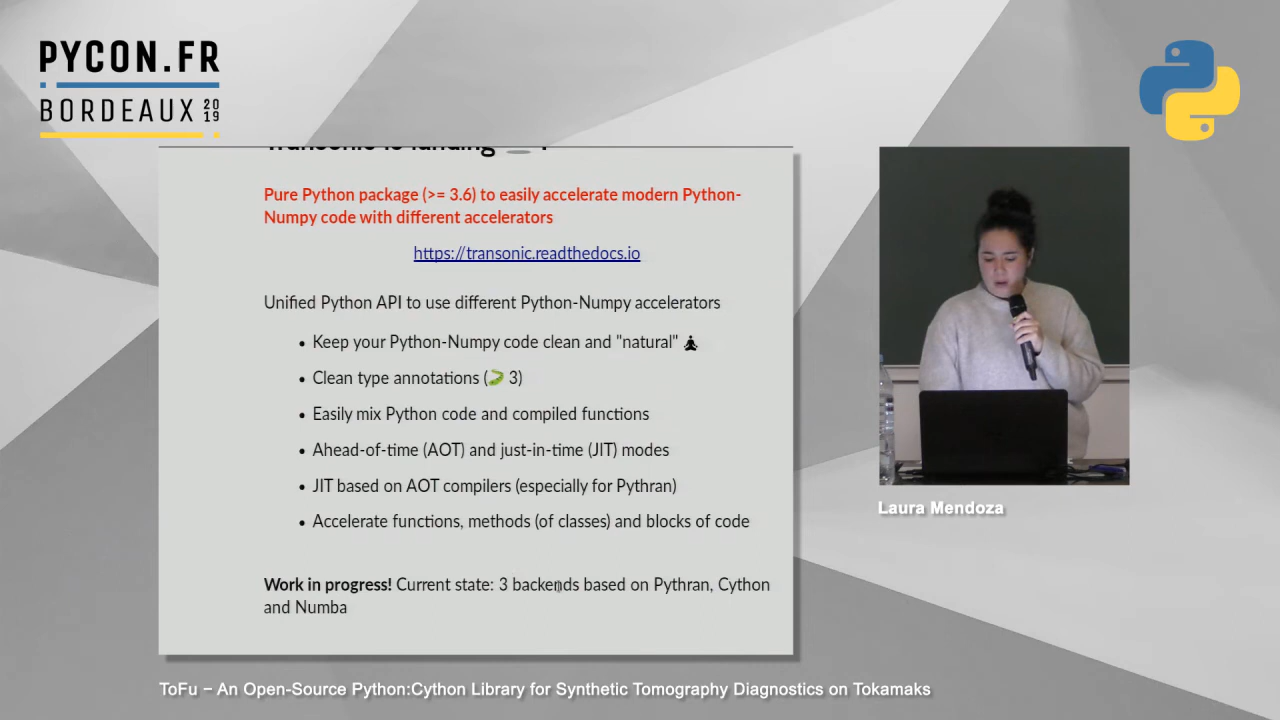 PYCON.FR
BORDEAUX 20
19
Transonic is landing
Pure Python package (>= 3.6) to easily accelerate modern Python-
Numpy code with different accelerators
https://transonic.readthedocs.io
Unified Python API to use different Python-Numpy accelerators
• Keep your Python-Numpy code clean and "natural"
• Clean type annotations ( 3)
• Easily mix Python code and compiled functions
• Ahead-of-time (AOT) and just-in-time (JIT) modes
• JIT based on AOT compilers (especially for Pythran)
• Accelerate functions, methods (of classes) and blocks of code
Work in progress! Current state: 3 backends based on Pythran, Cython
and Numba
Laura Mendoza
ToFu – An Open-Source Python:Cython Library for Synthetic Tomography Diagnostics on Tokamaks